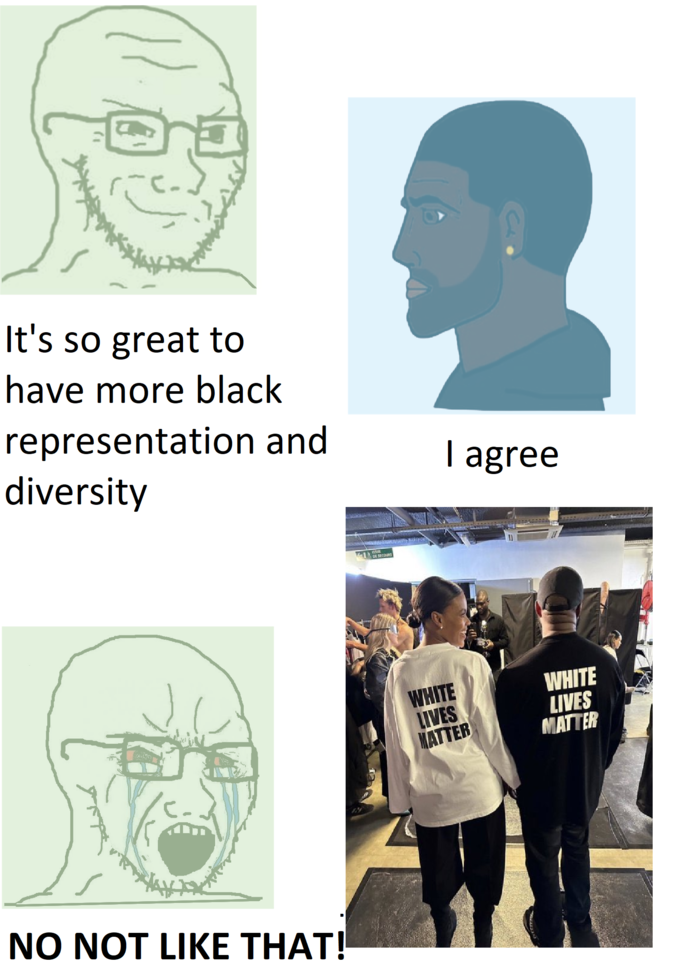 It's so great to
have more black
representation and
diversity
I agree
WHITE
LIVES
MATTER
WHITE
LIVES
MATTER
NO NOT LIKE THAT!